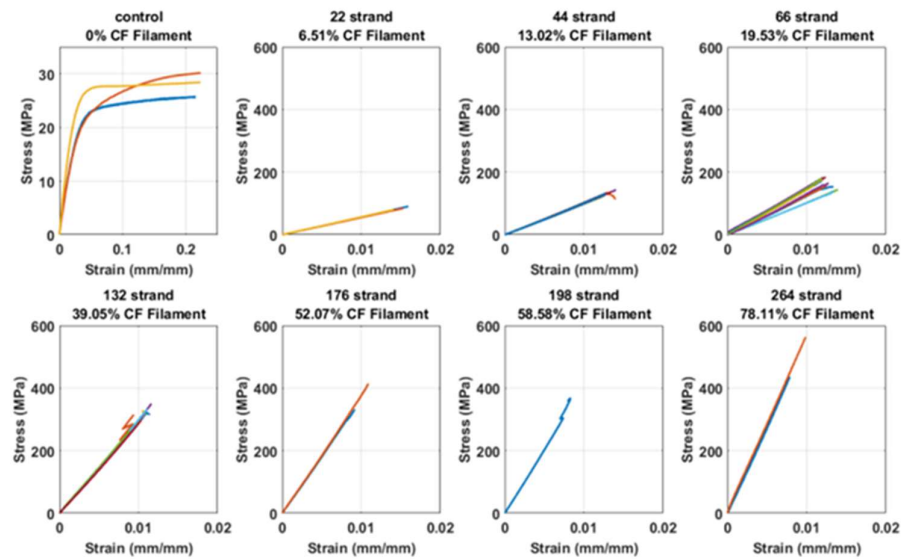 control
0% CF Filament
30
20
10
0
Stress (MPa)
0 0.1 0.2
Strain (mm/mm)
22 strand
6.51% CF Filament
600
400
200
0
Stress (MPa)
0 0.01 0.02
Strain (mm/mm)
44 strand
13.02% CF Filament
600
400
200
0
Stress (MPa)
0 0.01 0.02
Strain (mm/mm)
66 strand
19.53% CF Filament
600
400
200
0
Stress (MPa)
0 0.01 0.02
Strain (mm/mm)
132 strand
39.05% CF Filament
600
400
200
0
Stress (MPa)
0 0.01 0.02
Strain (mm/mm)
176 strand
52.07% CF Filament
600
400
200
0
Stress (MPa)
0 0.01 0.02
Strain (mm/mm)
198 strand
58.58% CF Filament
600
400
200
0
Stress (MPa)
0 0.01 0.02
Strain (mm/mm)
264 strand
78.11% CF Filament
600
400
200
0
Stress (MPa)
0 0.01 0.02
Strain (mm/mm)